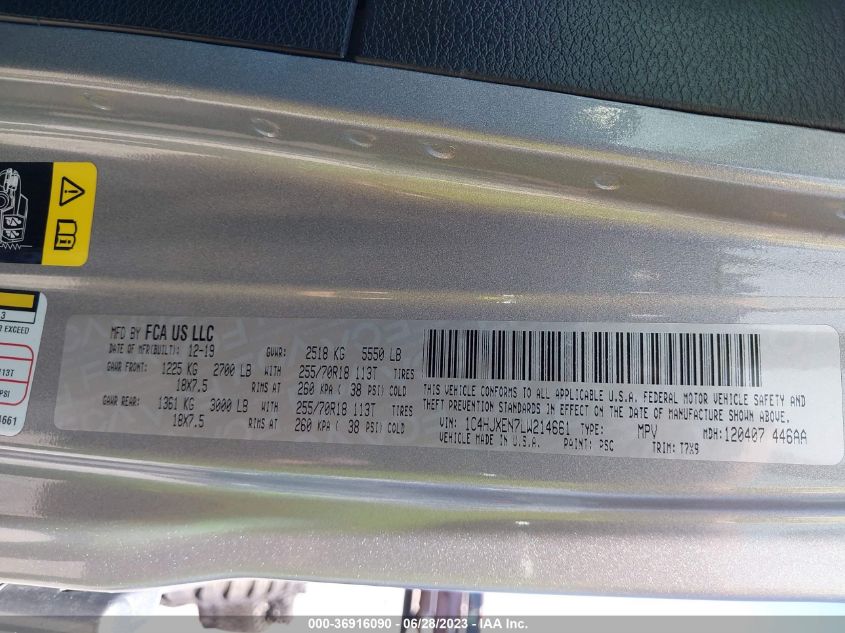 3
R EXCEED
113T
PSI
4661
MFD BY FCA US LLC
DATE OF MFR(BUILT): 12-19 GVWR: 2518 KG 5550 LB
GAWR FRONT: 1225 KG 2700 LB WITH 255/70R18 113T TIRES
18X7.5 RIMS AT 260 KPA ( 38 PSI) COLD
GAWR REAR: 1361 KG 3000 LB WITH 255/70R18 113T TIRES
18X7.5 RIMS AT 260 KPA ( 38 PSI) COLD
THIS VEHICLE CONFORMS TO ALL APPLICABLE U.S.A. FEDERAL MOTOR VEHICLE SAFETY AND
THEFT PREVENTION STANDARDS IN EFFECT ON THE DATE OF MANUFACTURE SHOWN ABOVE.
VIN: 1C4HJXEN7LW214661 TYPE: MPV MDH: 120407 446AA
VEHICLE MADE IN U.S.A. PAINT: PSC TRIM: T7X9
000-36916090 - 06/28/2023 - IAA Inc.